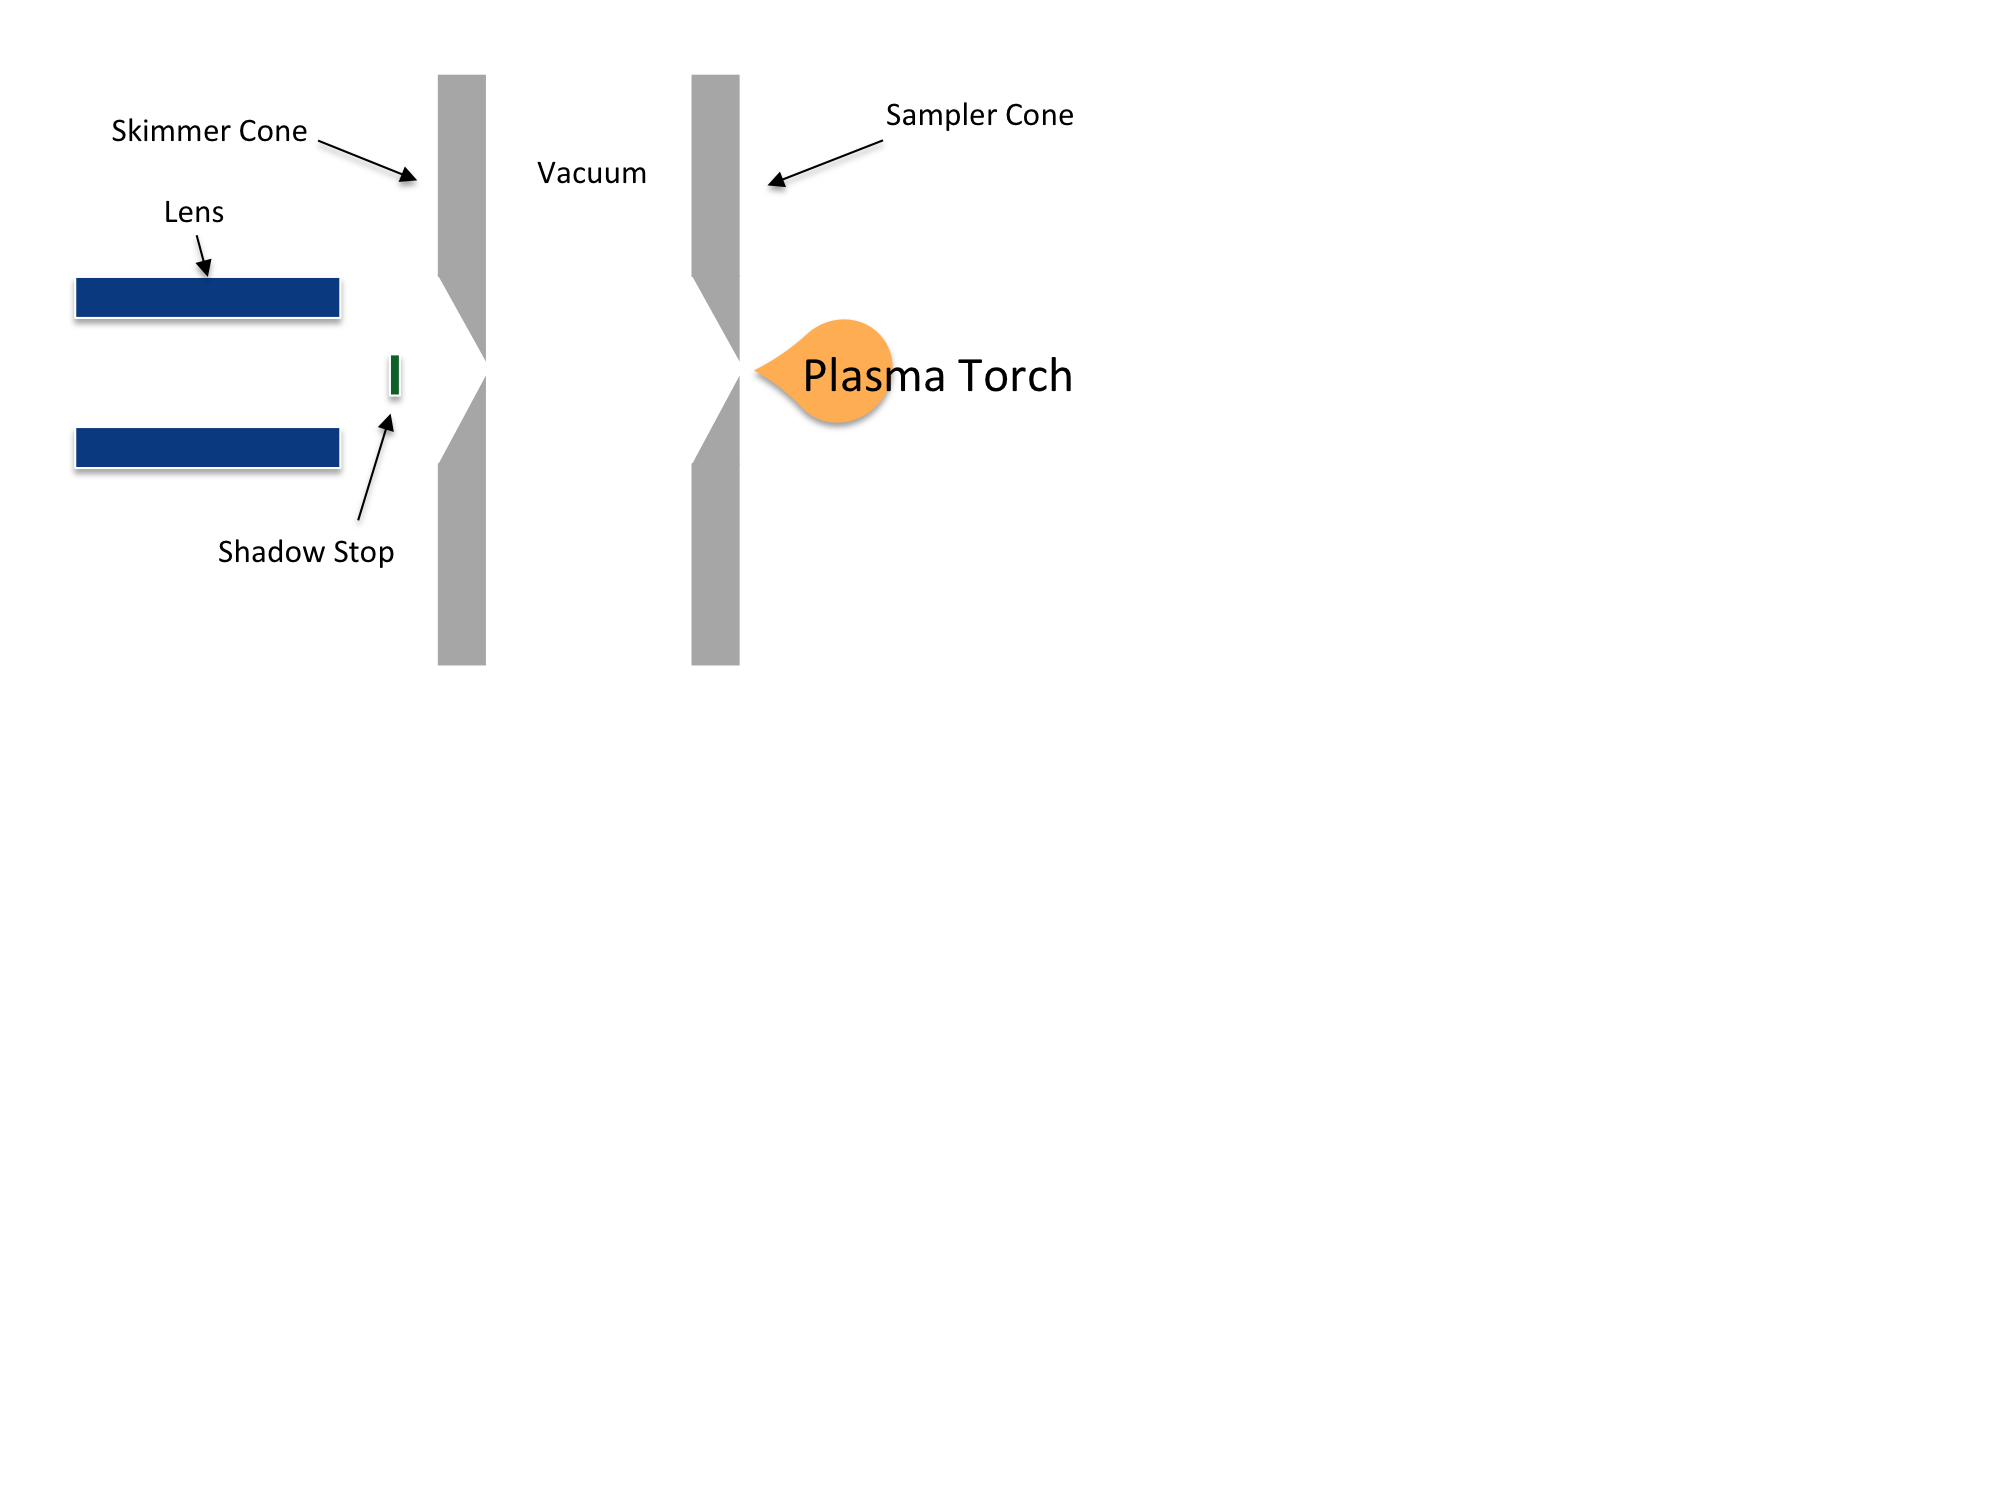 Sampler Cone
Skimmer Cone
Vacuum
Lens
Plasma Torch
Shadow Stop